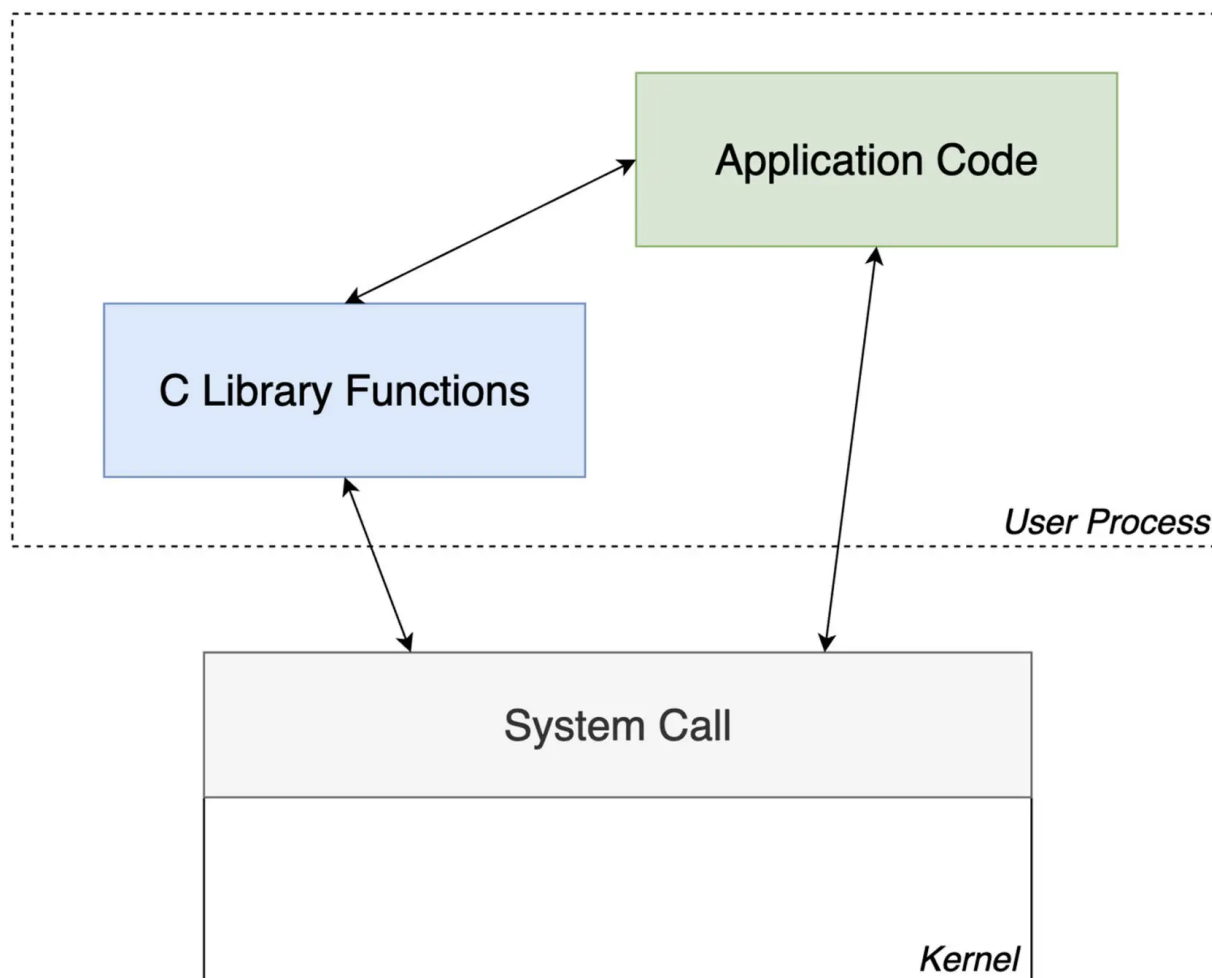 Application Code
C Library Functions
User Process
System Call
Kernel